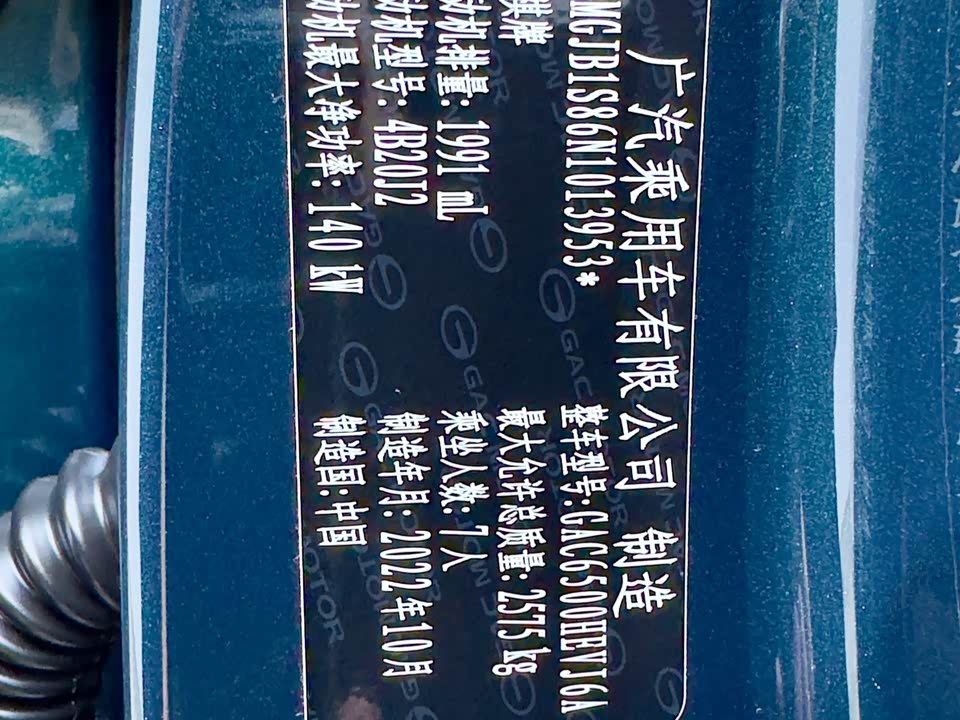 广汽乘用车有限公司 制造
MGJB1S86N1013953*
整车型号:GAC6500HEVJ6A
祺牌
最大允许总质量:2575 kg
动机排量:1991 mL
乘坐人数:7人
动机型号:4B20J2
制造年月:2022年10月
动机最大净功率:140 kW
制造国:中国